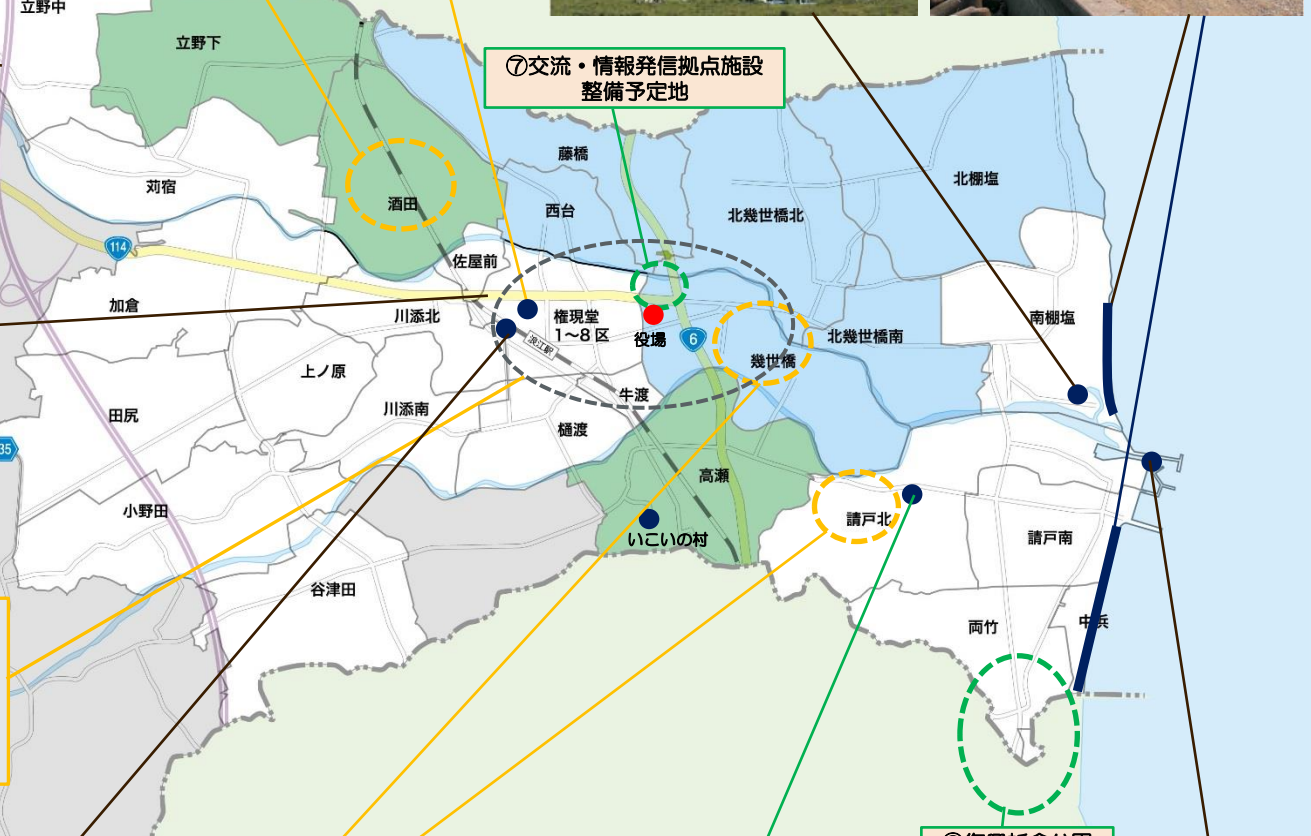 立野中
立野下
⑦交流・情報発信拠点施設
整備予定地
藤橋
苅宿
酒田
西台
北幾世橋北
北棚塩
114
佐屋前
加倉
川添北
権現堂
1〜8区
役場
6
北幾世橋南
南棚塩
浪江駅
幾世橋
上ノ原
牛渡
田尻
川添南
樋渡
35
高瀬
小野田
いこいの村
請戸北
請戸南
谷津田
両竹
中浜